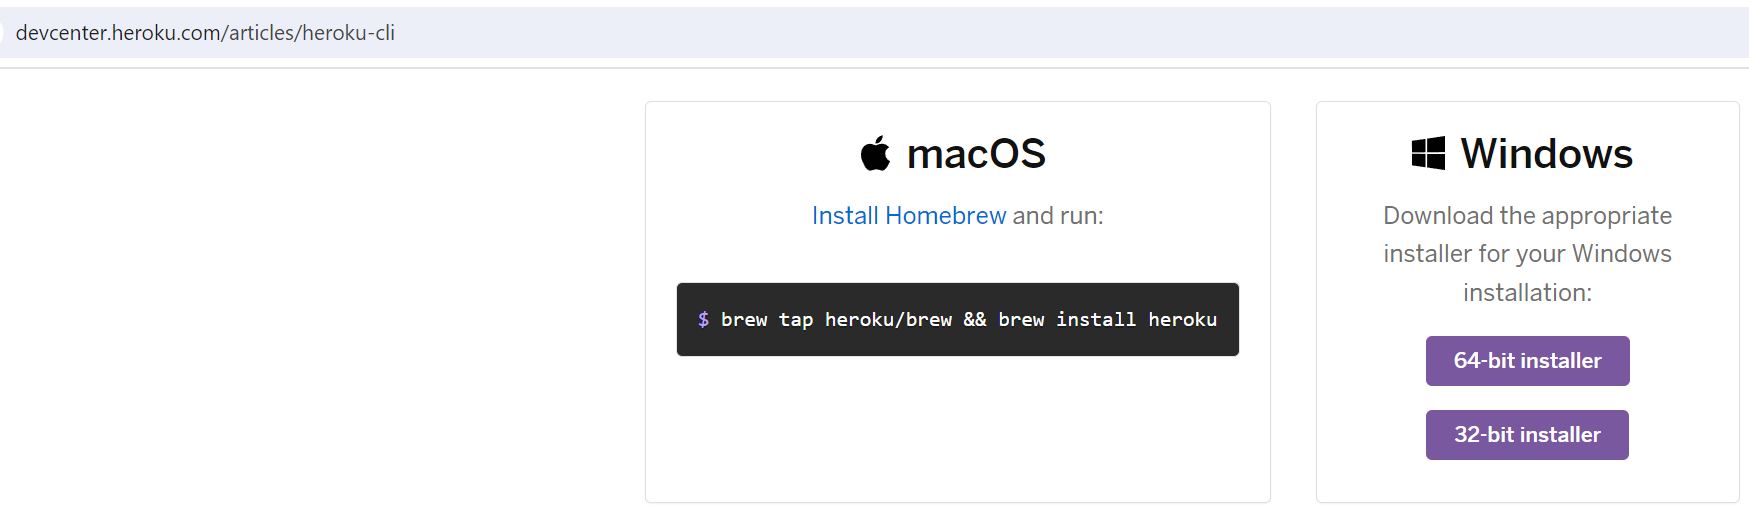 devcenter.heroku.com/articles/heroku-cli
macOS
Install Homebrew and run:
$ brew tap heroku/brew && brew install heroku
Windows
Download the appropriate
installer for your Windows
installation:
64-bit installer
32-bit installer